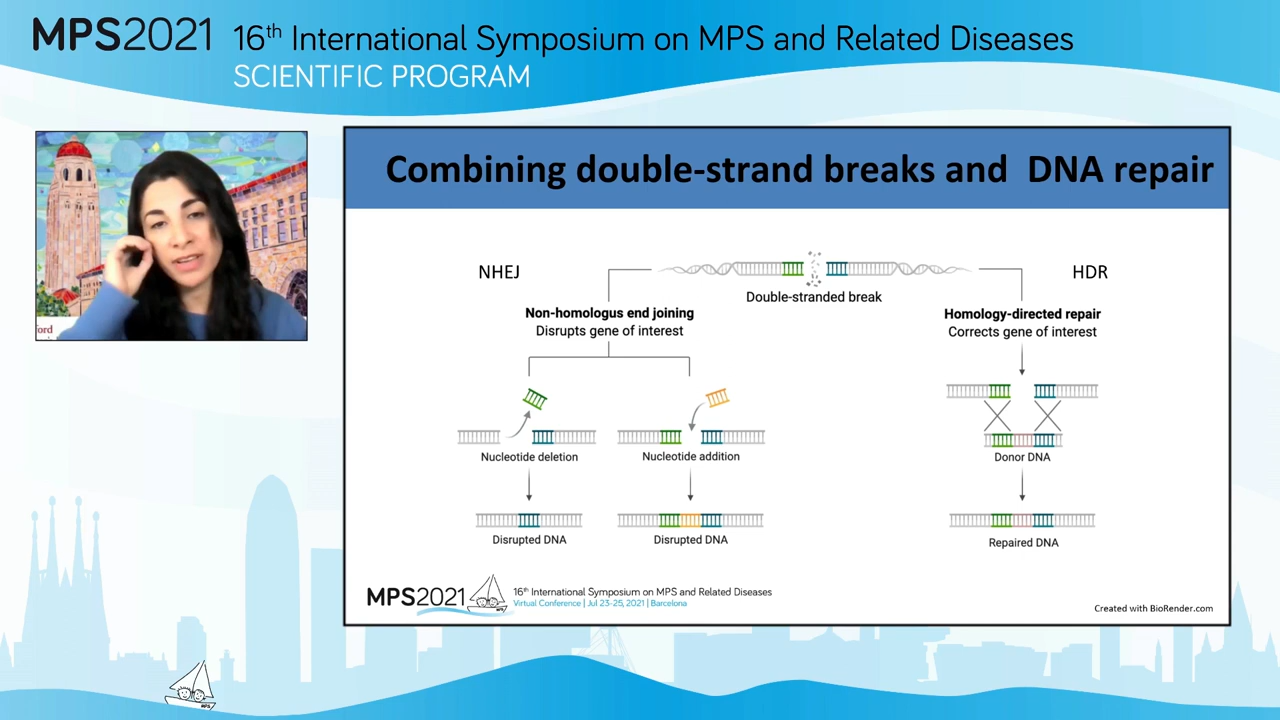 MPS2021 16th International Symposium on MPS and Related Diseases
SCIENTIFIC PROGRAM
ford
Combining double-strand breaks and DNA repair
NHEJ
HDR
Double-stranded break
Non-homologus end joining
Disrupts gene of interest
Homology-directed repair
Corrects gene of interest
Nucleotide deletion
Nucleotide addition
Donor DNA
Disrupted DNA
Disrupted DNA
Repaired DNA
MPS2021
16th International Symposium on MPS and Related Diseases
Virtual Conference | Jul 23-25, 2021 | Barcelona
Created with BioRender.com
MPS